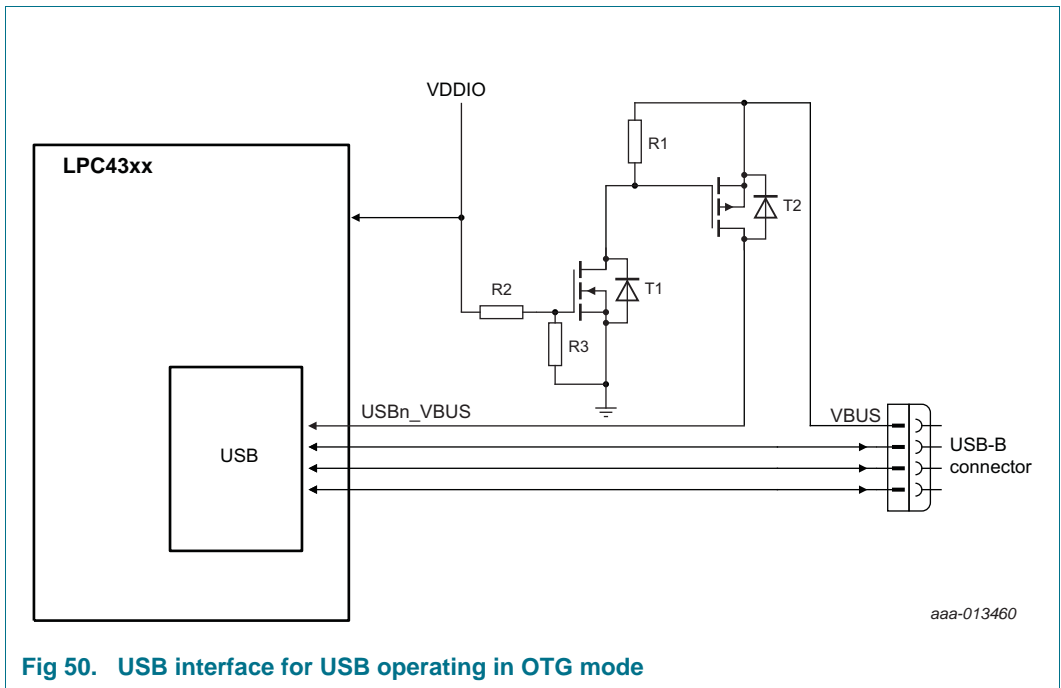 VDDIO
LPC43xx
R1
T2
R2
T1
R3
USBn_VBUS
VBUS
USB
USB-B
connector
aaa-013460
Fig 50. USB interface for USB operating in OTG mode